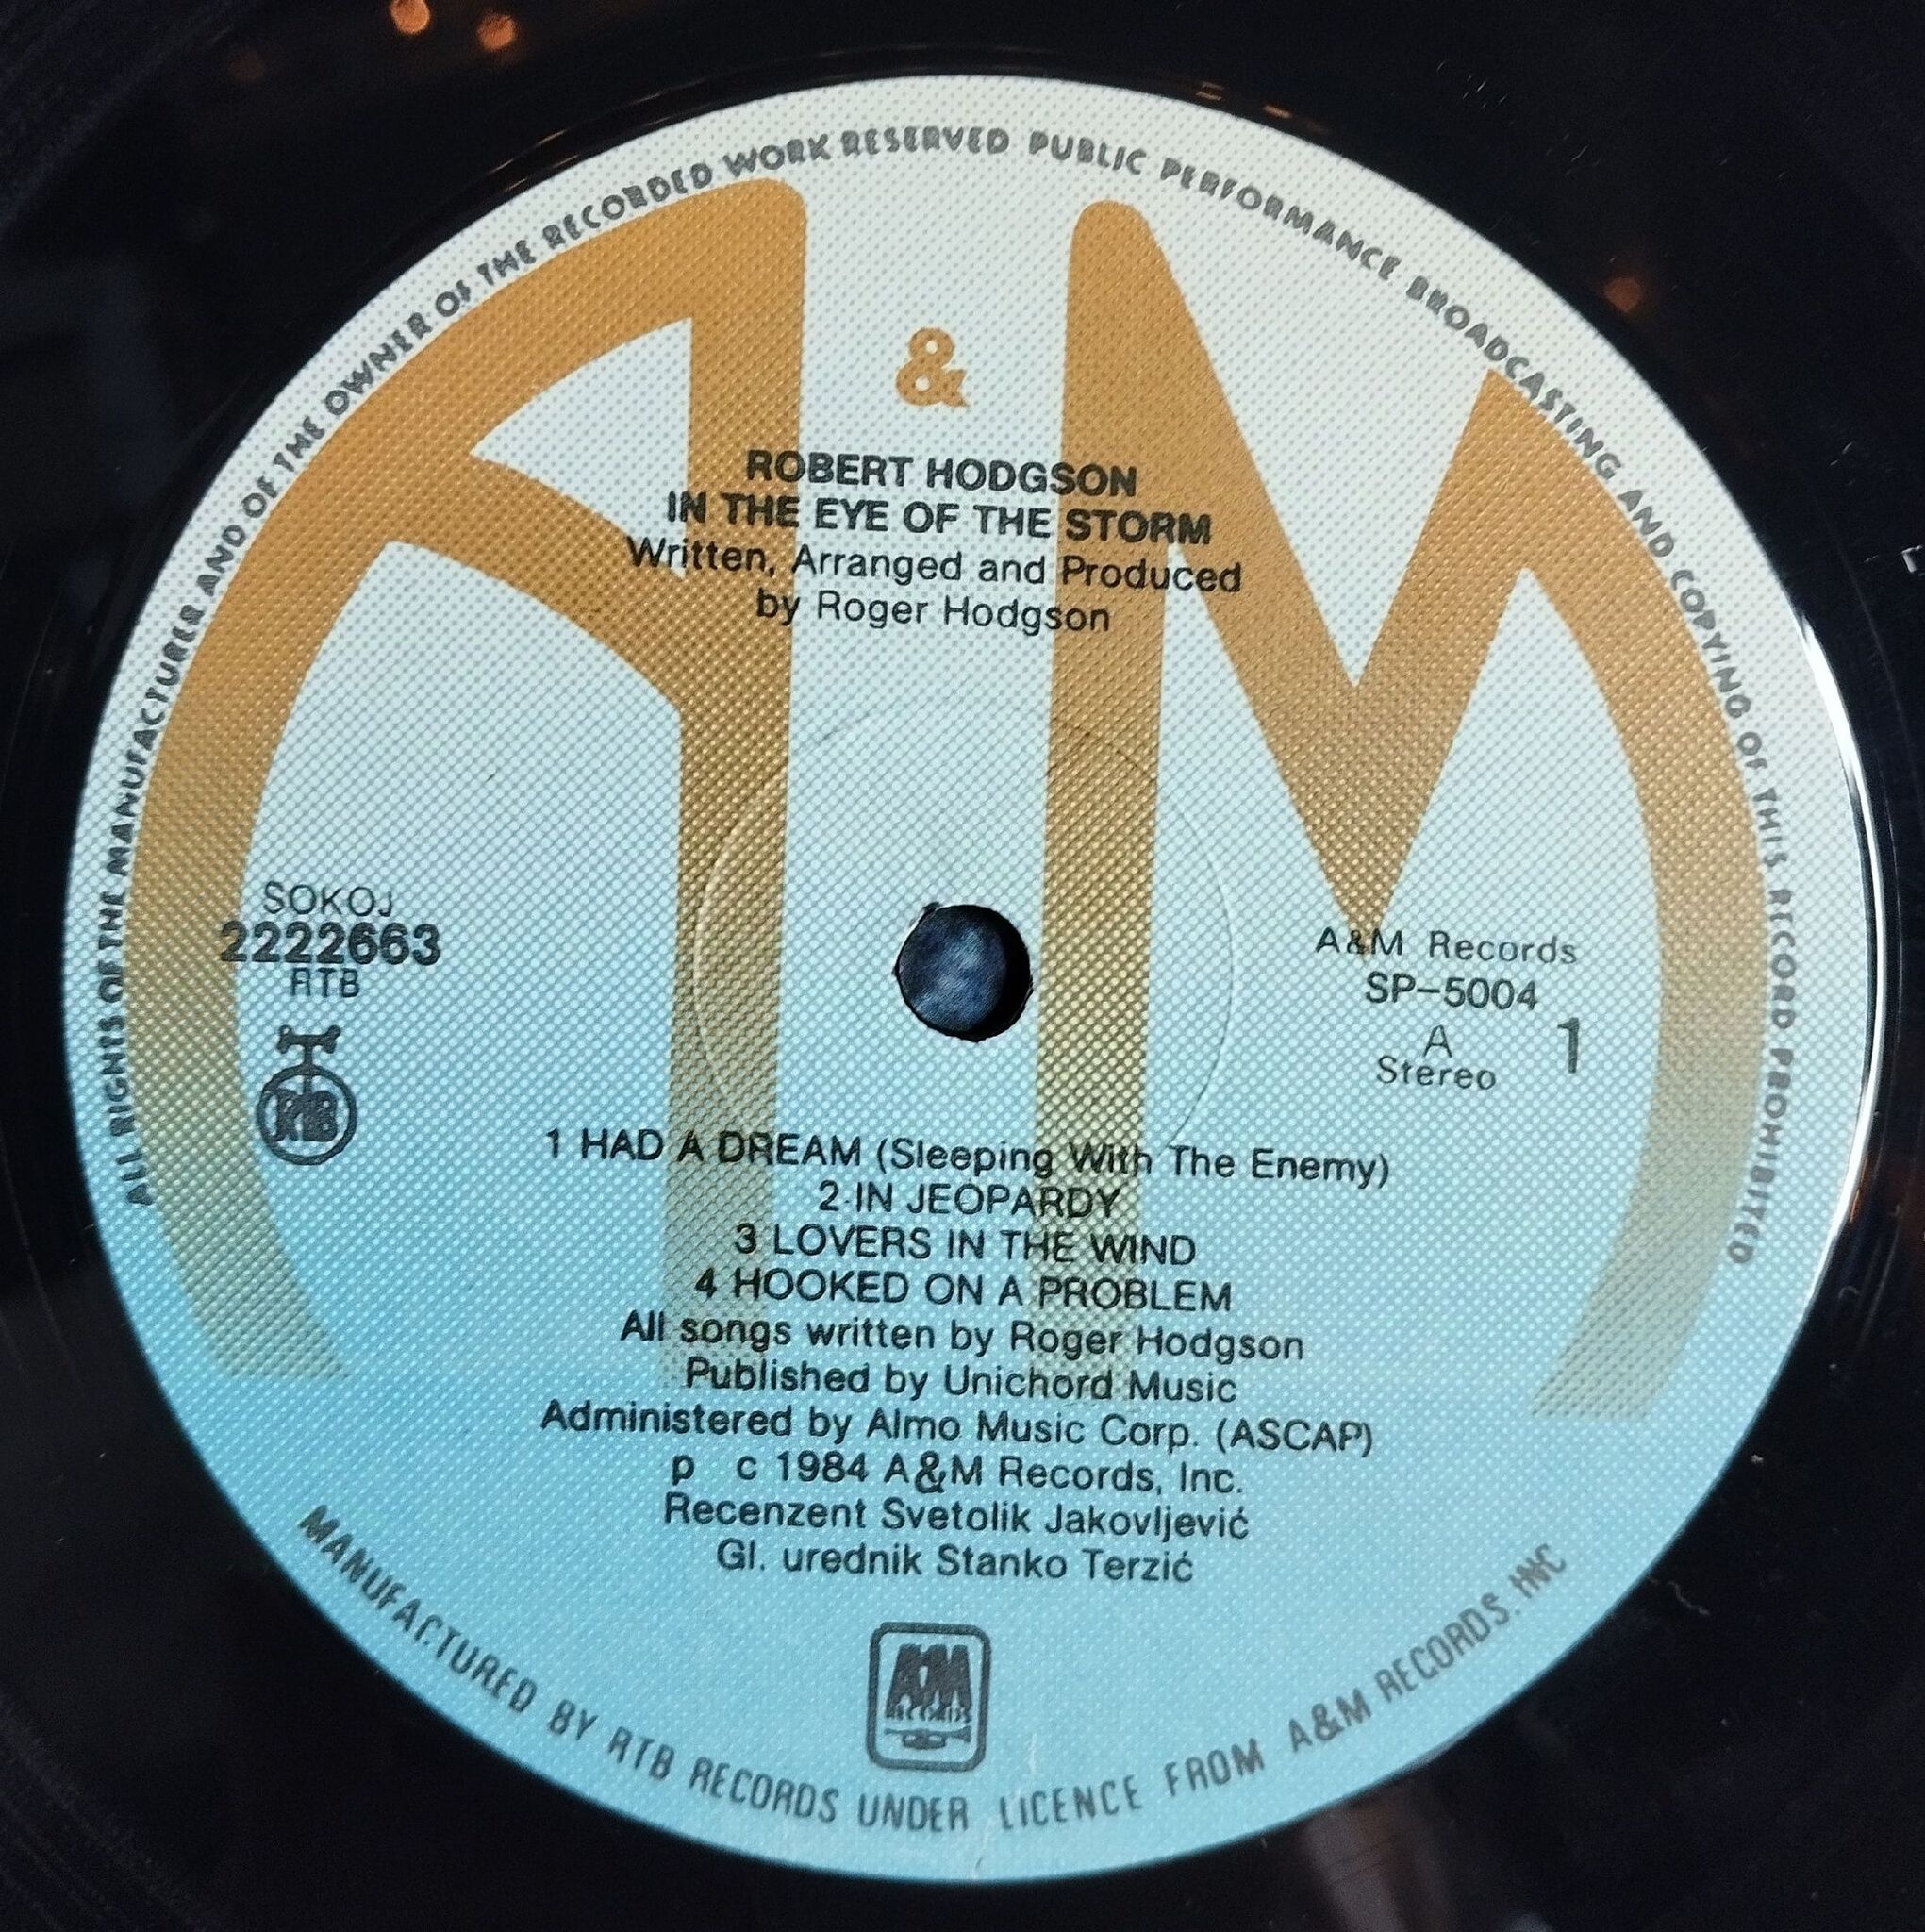 ALL RIGHTS OF THE MANUFACTURER AND OF THE OWNER OF THE RECORDED WORK RESERVED PUBLIC PERFORMANCE BROADCASTING AND COPYING OF THIS RECORD PROHIBITED
A&M
ROBERT HODGSON
IN THE EYE OF THE STORM
Written, Arranged and Produced
by Roger Hodgson
SOKOJ
2222663
RTB
RTB
A&M Records
SP-5004
A 1
Stereo
1 HAD A DREAM (Sleeping With The Enemy)
2 IN JEOPARDY
3 LOVERS IN THE WIND
4 HOOKED ON A PROBLEM
All songs written by Roger Hodgson
Published by Unichord Music
Administered by Almo Music Corp. (ASCAP)
p c 1984 A&M Records, Inc.
Recenzent Svetolik Jakovljević
Gl. urednik Stanko Terzić
A&M
RECORDS
MANUFACTURED BY RTB RECORDS UNDER LICENCE FROM A&M RECORDS. INC